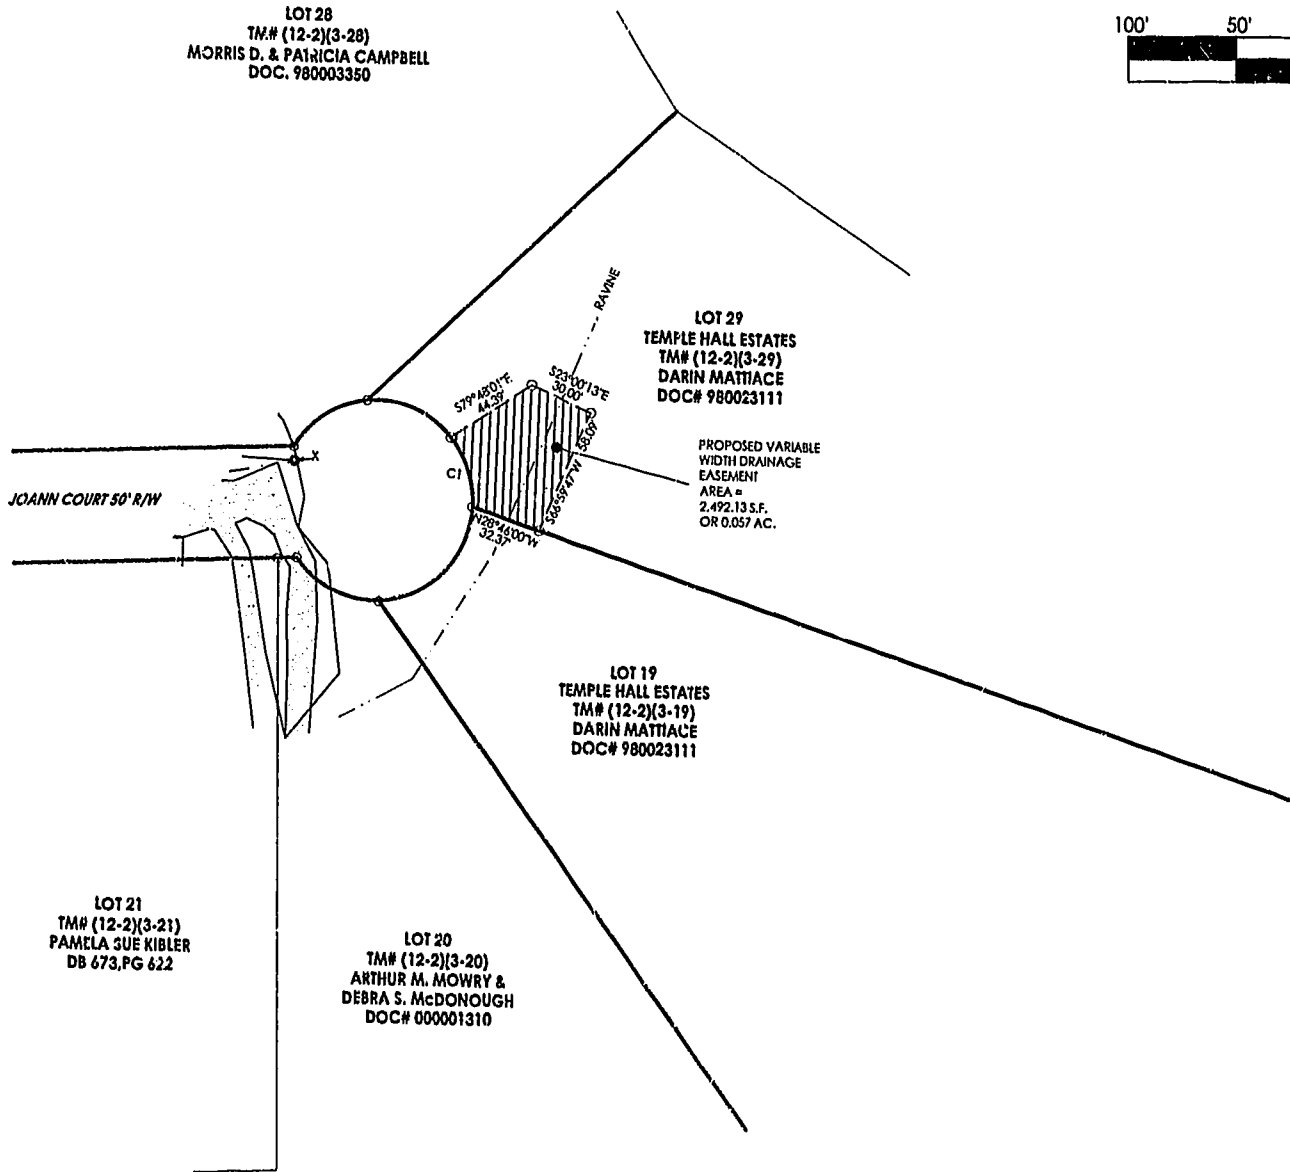 LOT 28
TM# (12-2)(3-28)
MORRIS D. & PATRICIA CAMPBELL
DOC. 980003350
100' 50'
RAVINE
LOT 29
TEMPLE HALL ESTATES
TM# (12-2)(3-29)
DARIN MATTIACE
DOC# 980023111
S79°48'01"E
44.39'
S23°00'13"E
30.00'
S66°59'47"W
58.09'
N28°46'00"W
32.37'
C1
X
PROPOSED VARIABLE
WIDTH DRAINAGE
EASEMENT
AREA =
2,492.13 S.F.
OR 0.057 AC.
JOANN COURT 50' R/W
LOT 19
TEMPLE HALL ESTATES
TM# (12-2)(3-19)
DARIN MATTIACE
DOC# 980023111
LOT 21
TM# (12-2)(3-21)
PAMELA SUE KIBLER
DB 673,PG 622
LOT 20
TM# (12-2)(3-20)
ARTHUR M. MOWRY &
DEBRA S. McDONOUGH
DOC# 000001310